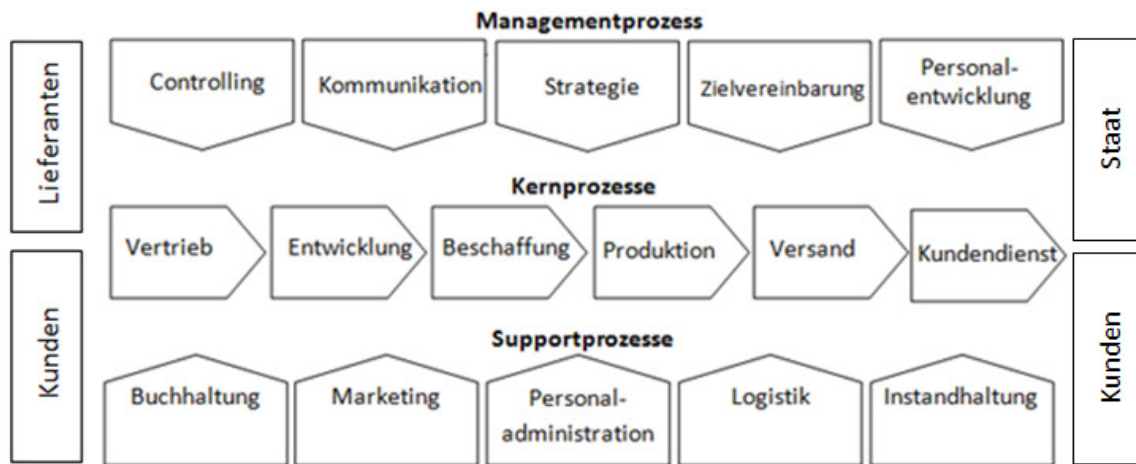 Managementprozess
Lieferanten
Controlling
Kommunikation
Strategie
Zielvereinbarung
Personal-
entwicklung
Staat
Kernprozesse
Vertrieb
Entwicklung
Beschaffung
Produktion
Versand
Kundendienst
Kunden
Supportprozesse
Buchhaltung
Marketing
Personal-
administration
Logistik
Instandhaltung
Kunden